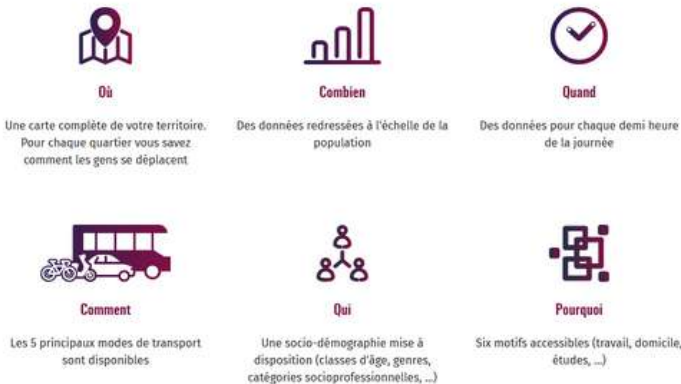 Où
Une carte complète de votre territoire.
Pour chaque quartier vous savez
comment les gens se déplacent
Combien
Des données redressées à l'échelle de la
population
Quand
Des données pour chaque demi heure
de la journée
Comment
Les 5 principaux modes de transport
sont disponibles
Qui
Une socio-démographie mise à
disposition (classes d'âge, genres,
catégories socioprofessionnelles, ...)
Pourquoi
Six motifs accessibles (travail, domicile,
études, ...)